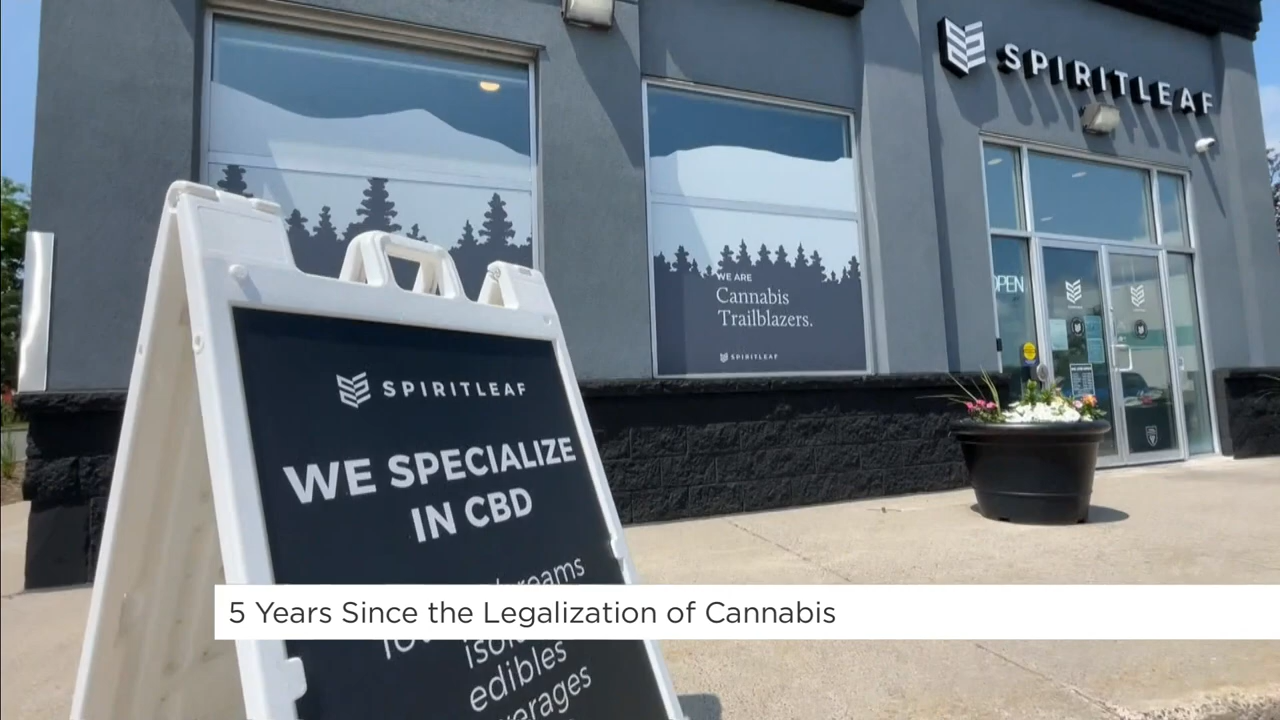 SPIRITLEAF
WE ARE
Cannabis
Trailblazers.
SPIRITLEAF
SPIRITLEAF
WE SPECIALIZE
IN CBD
edibles
5 Years Since the Legalization of Cannabis